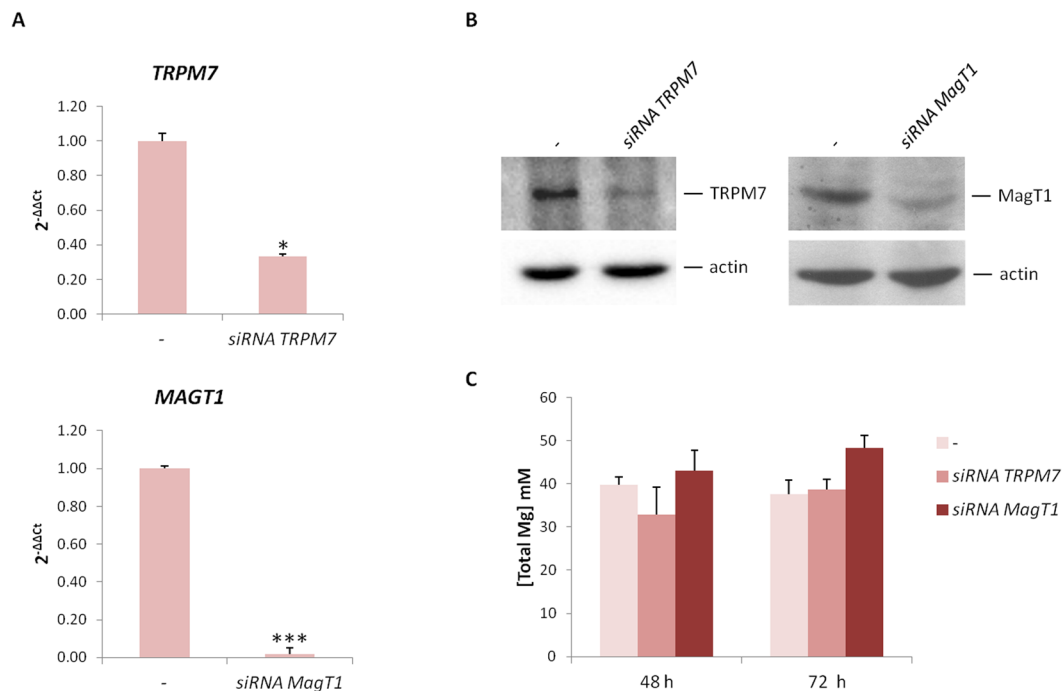 A
TRPM7
1.20
1.00
0.80
0.60
0.40
0.20
0.00
2^-ΔΔCt
*
- siRNA TRPM7
MAGT1
1.20
1.00
0.80
0.60
0.40
0.20
0.00
2^-ΔΔCt
***
- siRNA MagT1
B
- siRNA TRPM7
TRPM7
actin
- siRNA MagT1
MagT1
actin
C
60
50
40
30
20
10
0
[Total Mg] mM
48 h 72 h
-
siRNA TRPM7
siRNA MagT1